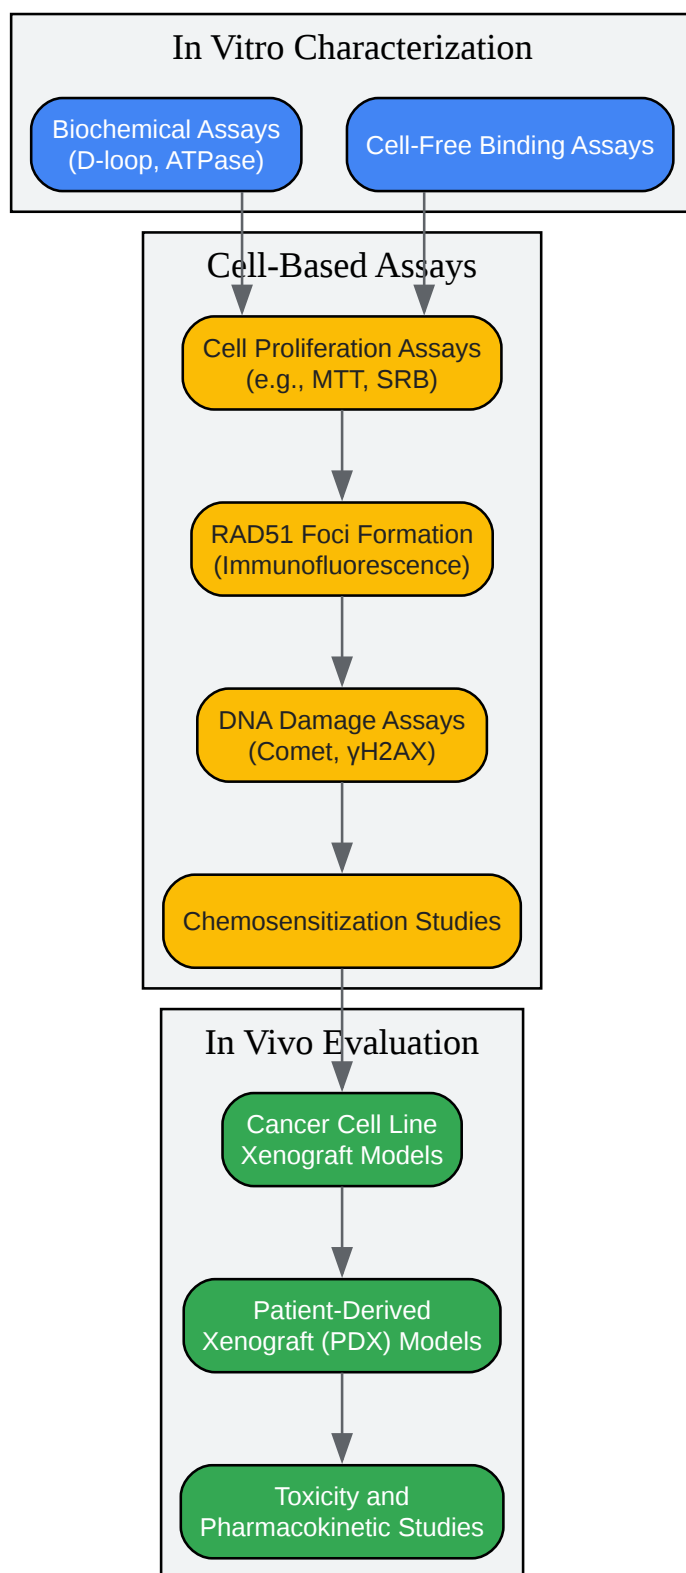 In Vitro Characterization
Biochemical Assays
(D-loop, ATPase)
Cell-Free Binding Assays
Cell-Based Assays
Cell Proliferation Assays
(e.g., MTT, SRB)
RAD51 Foci Formation
(Immunofluorescence)
DNA Damage Assays
(Comet, γH2AX)
Chemosensitization Studies
In Vivo Evaluation
Cancer Cell Line
Xenograft Models
Patient-Derived
Xenograft (PDX) Models
Toxicity and
Pharmacokinetic Studies